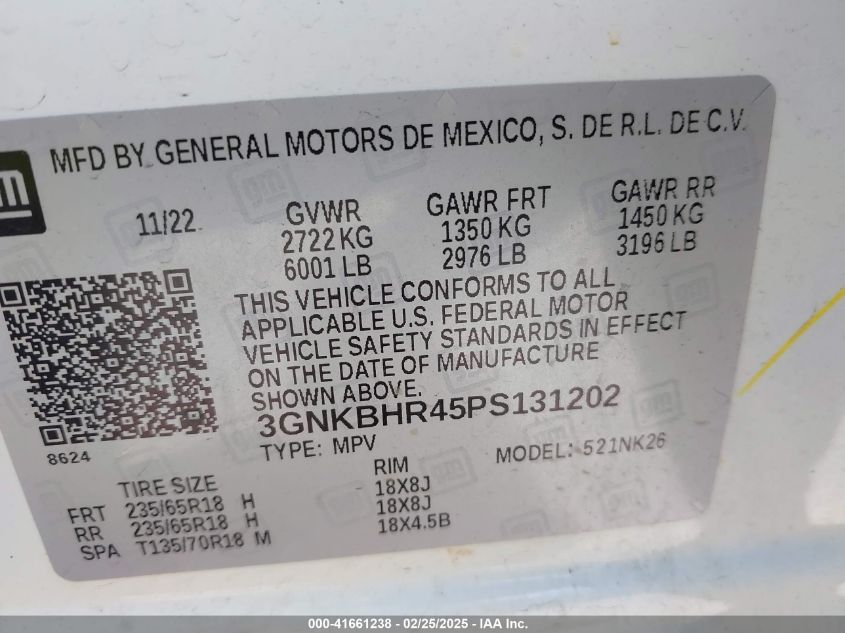 gm
MFD BY GENERAL MOTORS DE MEXICO, S. DE R.L. DE C.V.
11/22 GVWR GAWR FRT GAWR RR
2722 KG 1350 KG 1450 KG
6001 LB 2976 LB 3196 LB
THIS VEHICLE CONFORMS TO ALL
APPLICABLE U.S. FEDERAL MOTOR
VEHICLE SAFETY STANDARDS IN EFFECT
ON THE DATE OF MANUFACTURE
SHOWN ABOVE.
3GNKBHR45PS131202
8624
TYPE: MPV MODEL: 521NK26
TIRE SIZE RIM
FRT 235/65R18 H 18X8J
RR 235/65R18 H 18X8J
SPA T135/70R18 M 18X4.5B
000-41661238 - 02/25/2025 - IAA Inc.